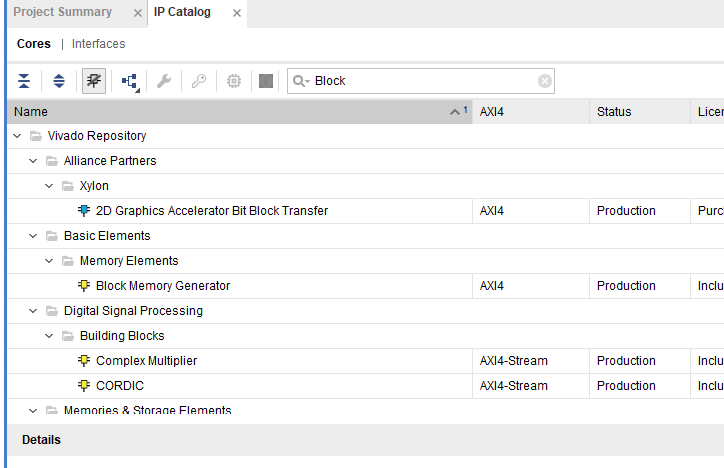 Project Summary × IP Catalog ×
Cores | Interfaces
Block
Name 1 AXI4 Status Licen
Vivado Repository
Alliance Partners
Xylon
2D Graphics Accelerator Bit Block Transfer AXI4 Production Purcl
Basic Elements
Memory Elements
Block Memory Generator AXI4 Production Inclu
Digital Signal Processing
Building Blocks
Complex Multiplier AXI4-Stream Production Inclu
CORDIC AXI4-Stream Production Inclu
Memories & Storage Elements
Details